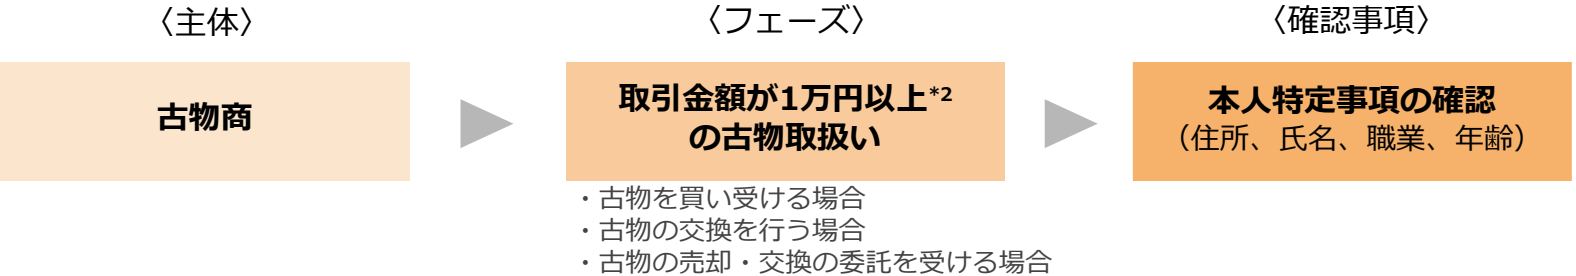 〈主体〉
〈フェーズ〉
〈確認事項〉
古物商
取引金額が1万円以上*2
の古物取扱い
本人特定事項の確認
（住所、氏名、職業、年齢）
・古物を買い受ける場合
・古物の交換を行う場合
・古物の売却・交換の委託を受ける場合